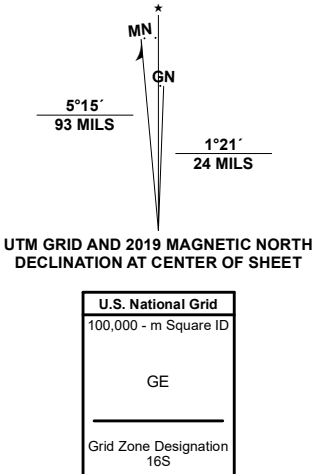 MN
GN
5°15´
93 MILS
1°21´
24 MILS
UTM GRID AND 2019 MAGNETIC NORTH
DECLINATION AT CENTER OF SHEET
U.S. National Grid
100,000 - m Square ID
GE
Grid Zone Designation
16S